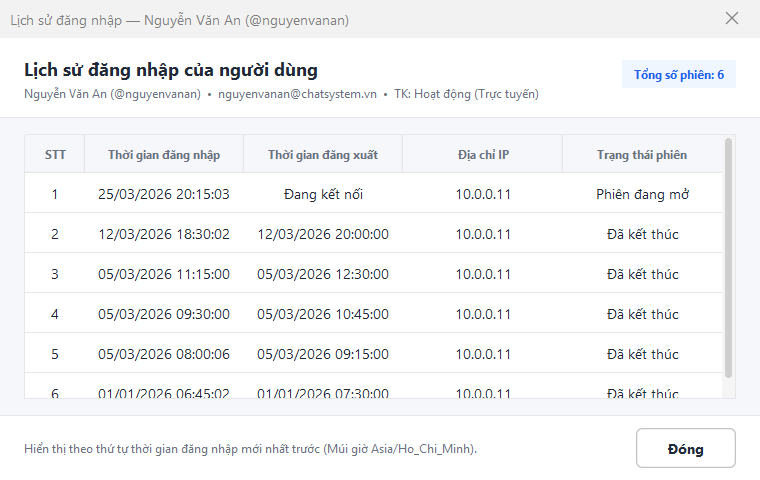 Lịch sử đăng nhập — Nguyễn Văn An (@nguyenvanan)
Lịch sử đăng nhập của người dùng
Tổng số phiên: 6
Nguyễn Văn An (@nguyenvanan) • nguyenvanan@chatsystem.vn • TK: Hoạt động (Trực tuyến)
STT Thời gian đăng nhập Thời gian đăng xuất Địa chỉ IP Trạng thái phiên
1 25/03/2026 20:15:03 Đang kết nối 10.0.0.11 Phiên đang mở
2 12/03/2026 18:30:02 12/03/2026 20:00:00 10.0.0.11 Đã kết thúc
3 05/03/2026 11:15:00 05/03/2026 12:30:00 10.0.0.11 Đã kết thúc
4 05/03/2026 09:30:00 05/03/2026 10:45:00 10.0.0.11 Đã kết thúc
5 05/03/2026 08:00:06 05/03/2026 09:15:00 10.0.0.11 Đã kết thúc
6 01/01/2026 06:45:02 01/01/2026 07:30:00 10.0.0.11 Đã kết thúc
Hiển thị theo thứ tự thời gian đăng nhập mới nhất trước (Múi giờ Asia/Ho_Chi_Minh).
Đóng